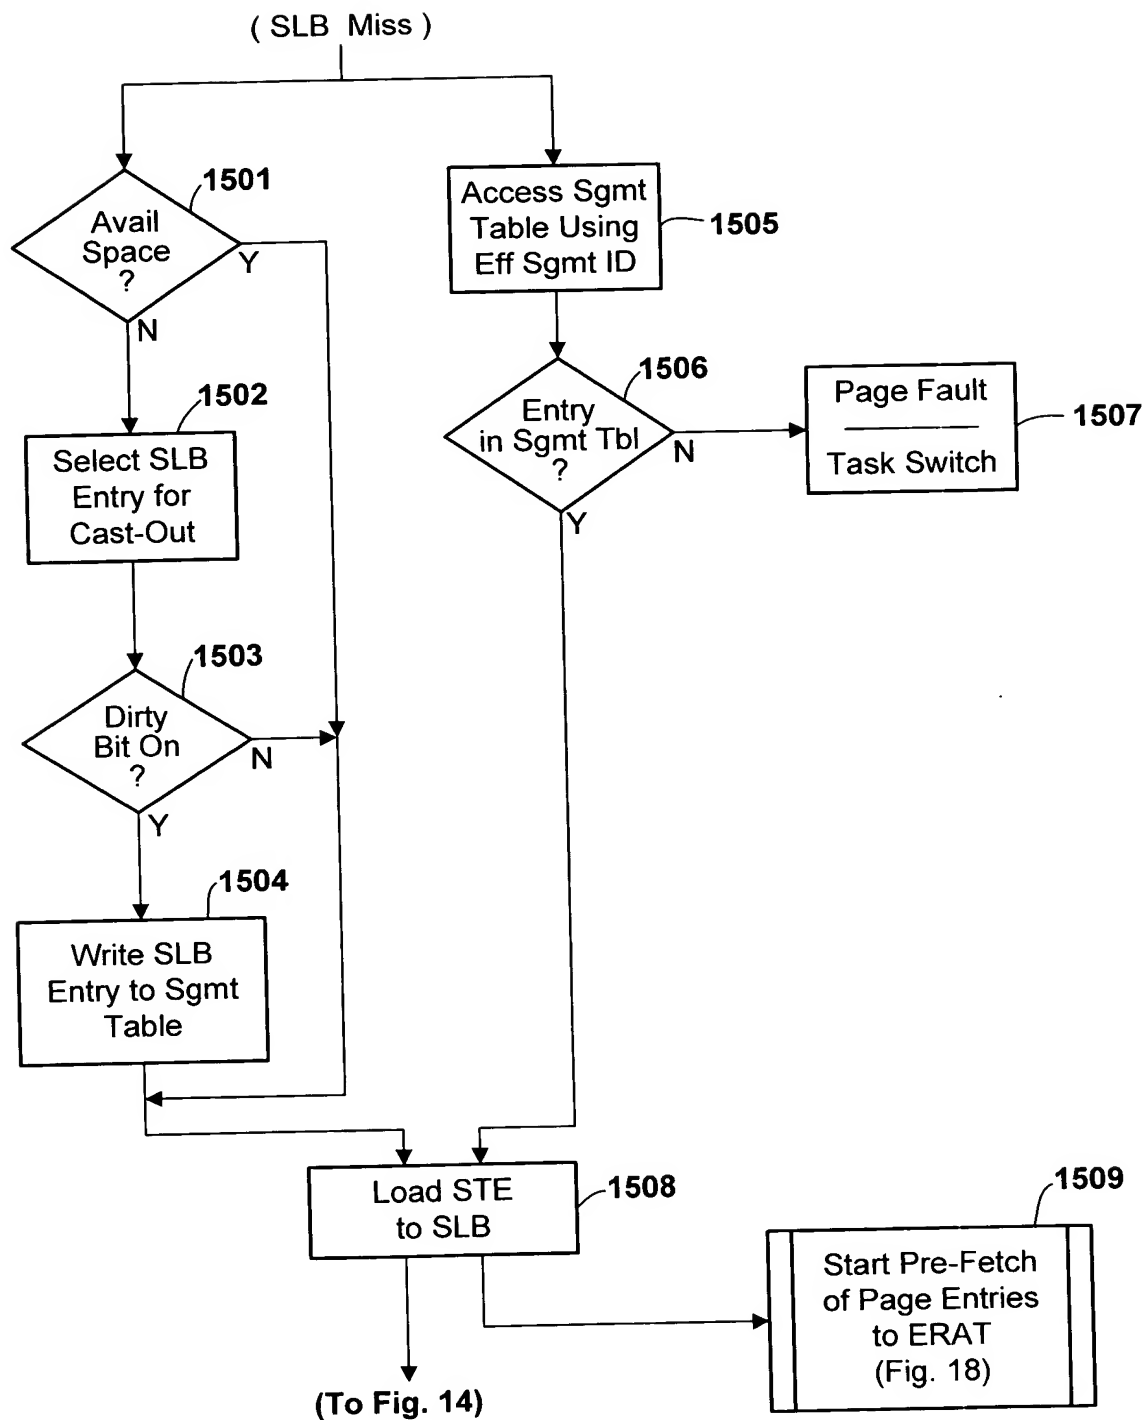 ( SLB Miss )
1501
Avail
Space
?
Y
N
1502
Select SLB
Entry for
Cast-Out
1503
Dirty
Bit On
?
N
Y
1504
Write SLB
Entry to Sgmt
Table
Access Sgmt
Table Using
Eff Sgmt ID
1505
1506
Entry
in Sgmt Tbl
?
N
Y
Page Fault
Task Switch
1507
Load STE
to SLB
1508
1509
Start Pre-Fetch
of Page Entries
to ERAT
(Fig. 18)
(To Fig. 14)